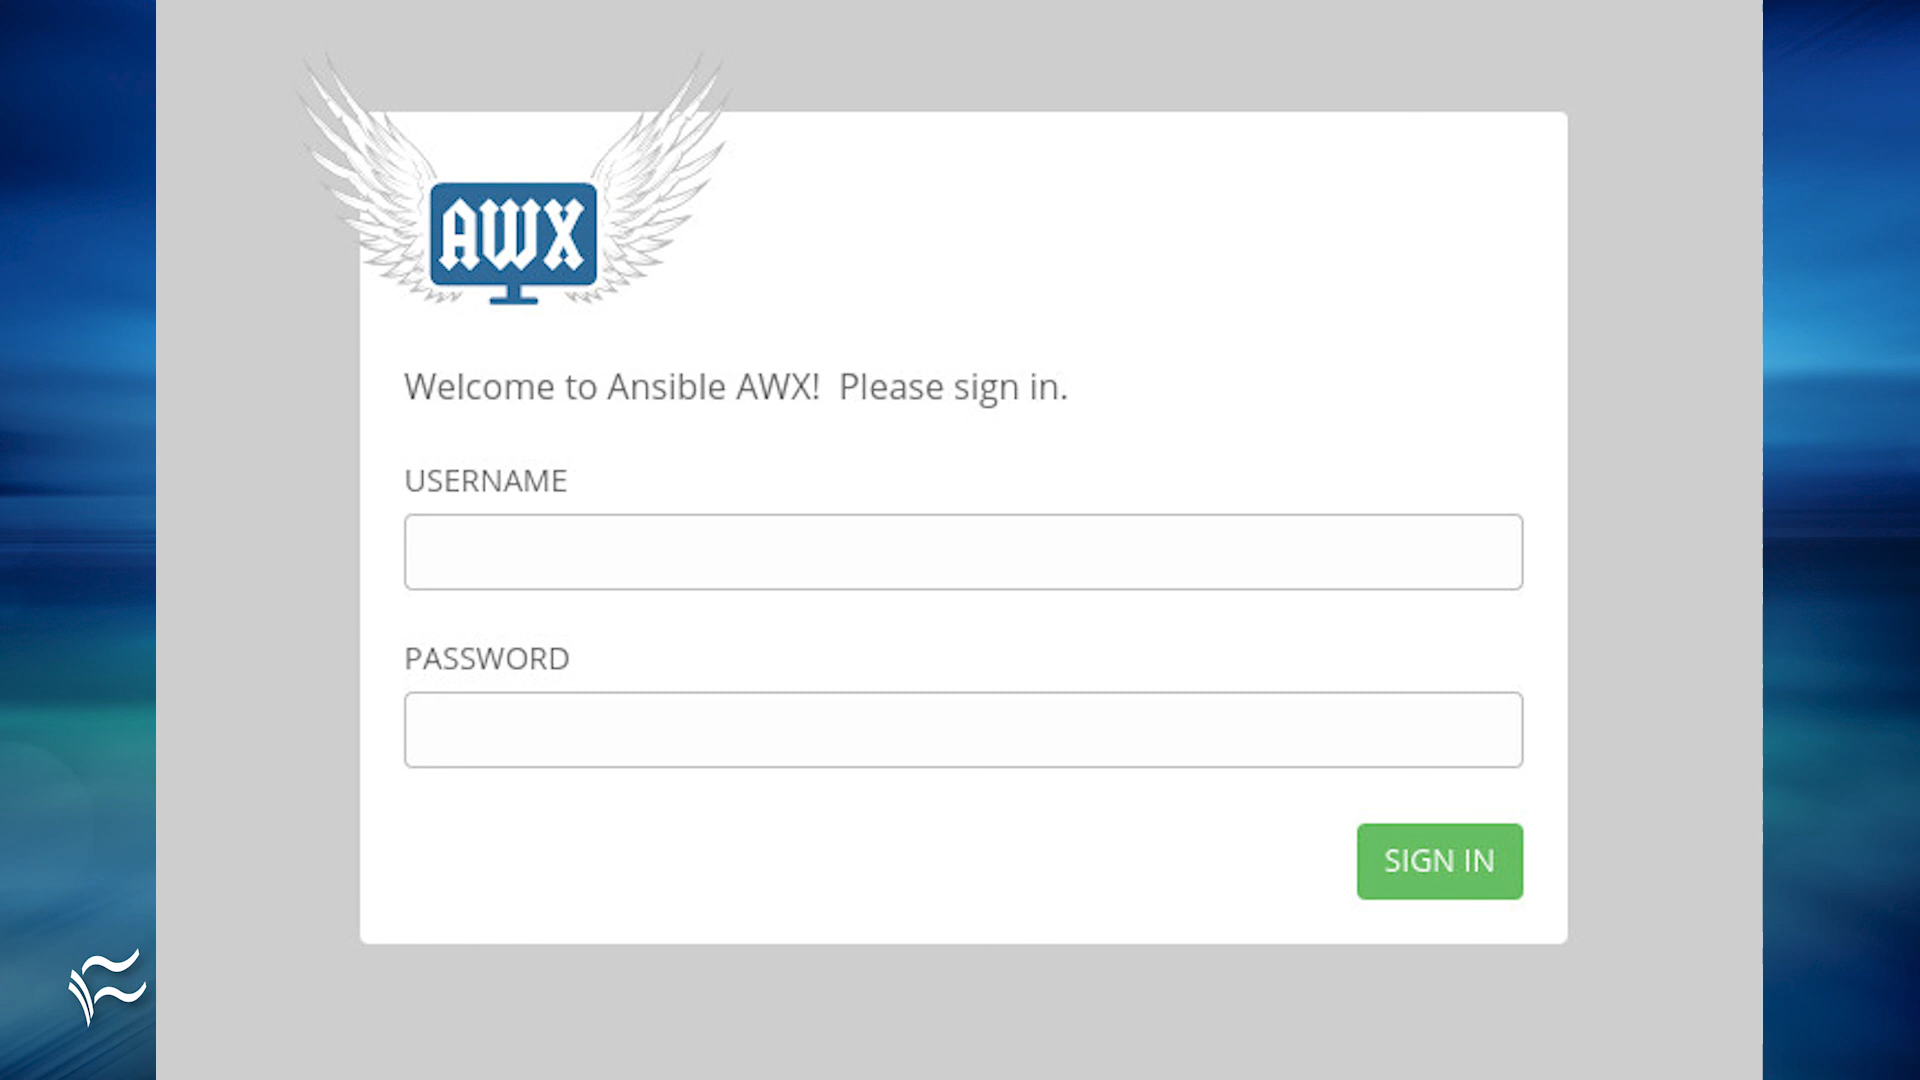 AWX
Welcome to Ansible AWX!  Please sign in.
USERNAME
PASSWORD
SIGN IN